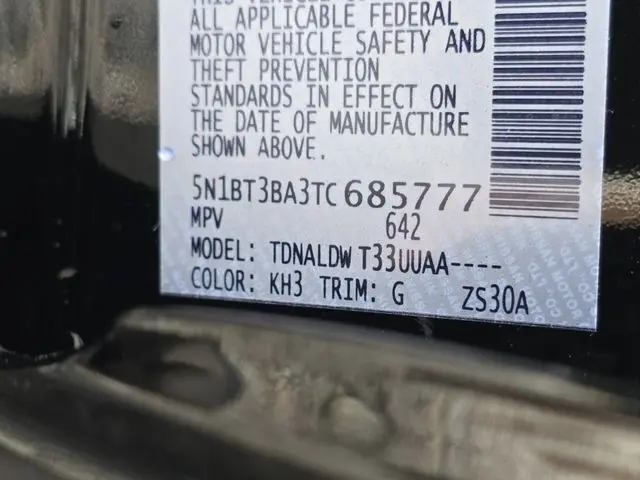 ALL APPLICABLE FEDERAL
MOTOR VEHICLE SAFETY AND
THEFT PREVENTION
STANDARDS IN EFFECT ON
THE DATE OF MANUFACTURE
SHOWN ABOVE.
5N1BT3BA3TC685777
MPV 642
MODEL: TDNALDW T33UUAA----
COLOR: KH3 TRIM: G ZS30A